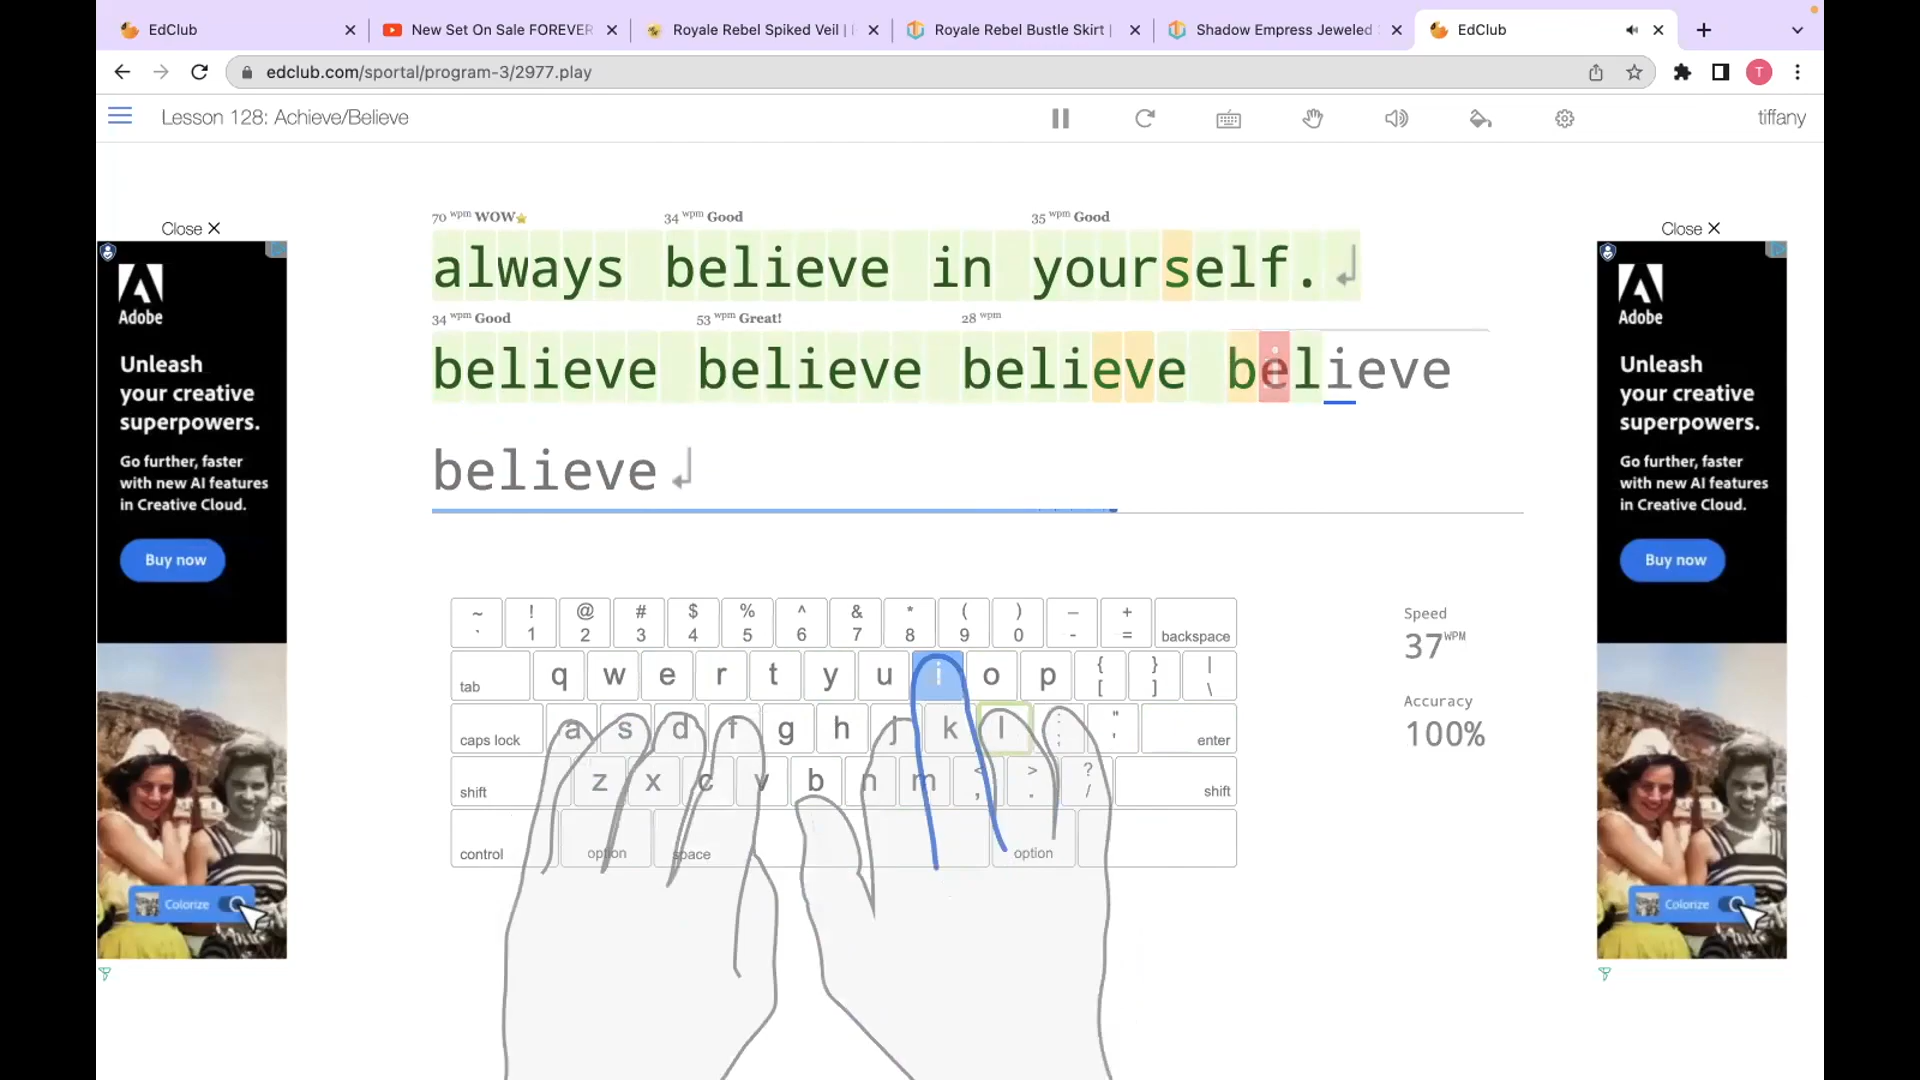 EdClub
New Set On Sale FOREVER
Royale Rebel Spiked Veil |
Royale Rebel Bustle Skirt |
Shadow Empress Jeweled
EdClub
edclub.com/sportal/program-3/2977.play
T
Lesson 128: Achieve/Believe
tiffany
70 wpm WOW 34 wpm Good 35 wpm Good
always believe in yourself.
34 wpm Good 53 wpm Great! 28 wpm
believe believe believe believe
believe
Close X
Adobe
Unleash
your creative
superpowers.
Go further, faster
with new AI features
in Creative Cloud.
Buy now
Colorize
~ ! @ # $ % ^ & * ( ) – +
` 1 2 3 4 5 6 7 8 9 0 - = backspace
tab q w e r t y u i o p { [ } ] | \
caps lock a s d f g h j k l : ; " ' enter
shift z x c v b n m < , > . ? / shift
control option space option
Speed
37 WPM
Accuracy
100%
Close X
Adobe
Unleash
your creative
superpowers.
Go further, faster
with new AI features
in Creative Cloud.
Buy now
Colorize